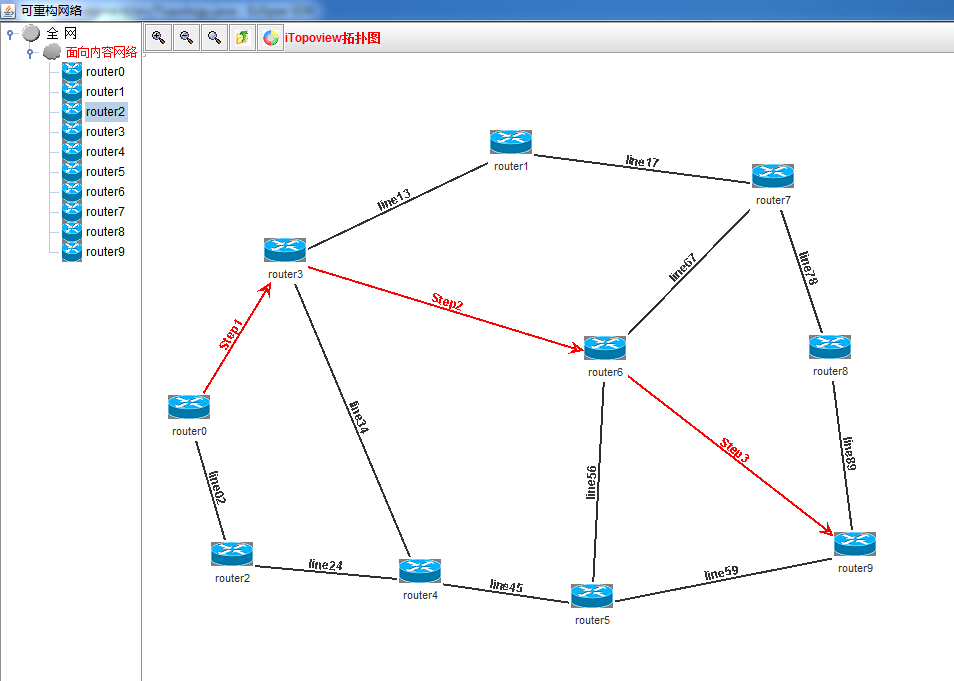 可重构网络
全 网
面向内容网络
router0
router1
router2
router3
router4
router5
router6
router7
router8
router9
iTopoview拓扑图
router1
line17
router7
line13
router3
line67
line78
Step2
Step1
router6
router8
router0
line34
Step3
line89
line56
line02
router2
line24
router4
line45
router5
line59
router9